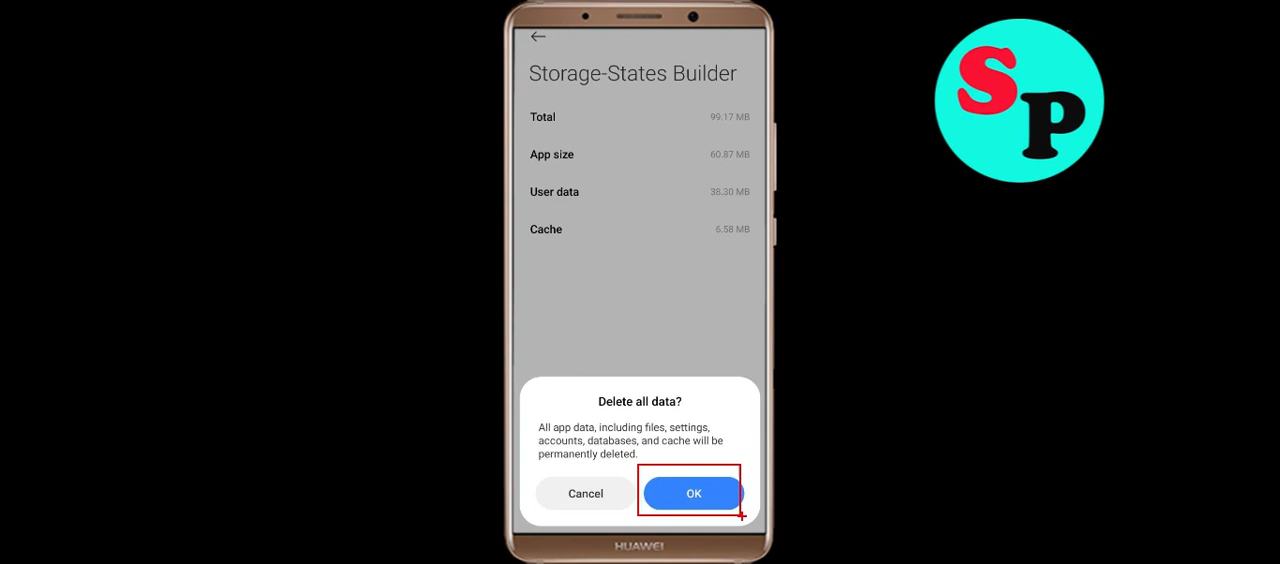 SP
Storage-States Builder
Total 99.17 MB
App size 60.87 MB
User data 38.30 MB
Cache 6.58 MB
Delete all data?
All app data, including files, settings,
accounts, databases, and cache will be
permanently deleted.
Cancel OK
HUAWEI